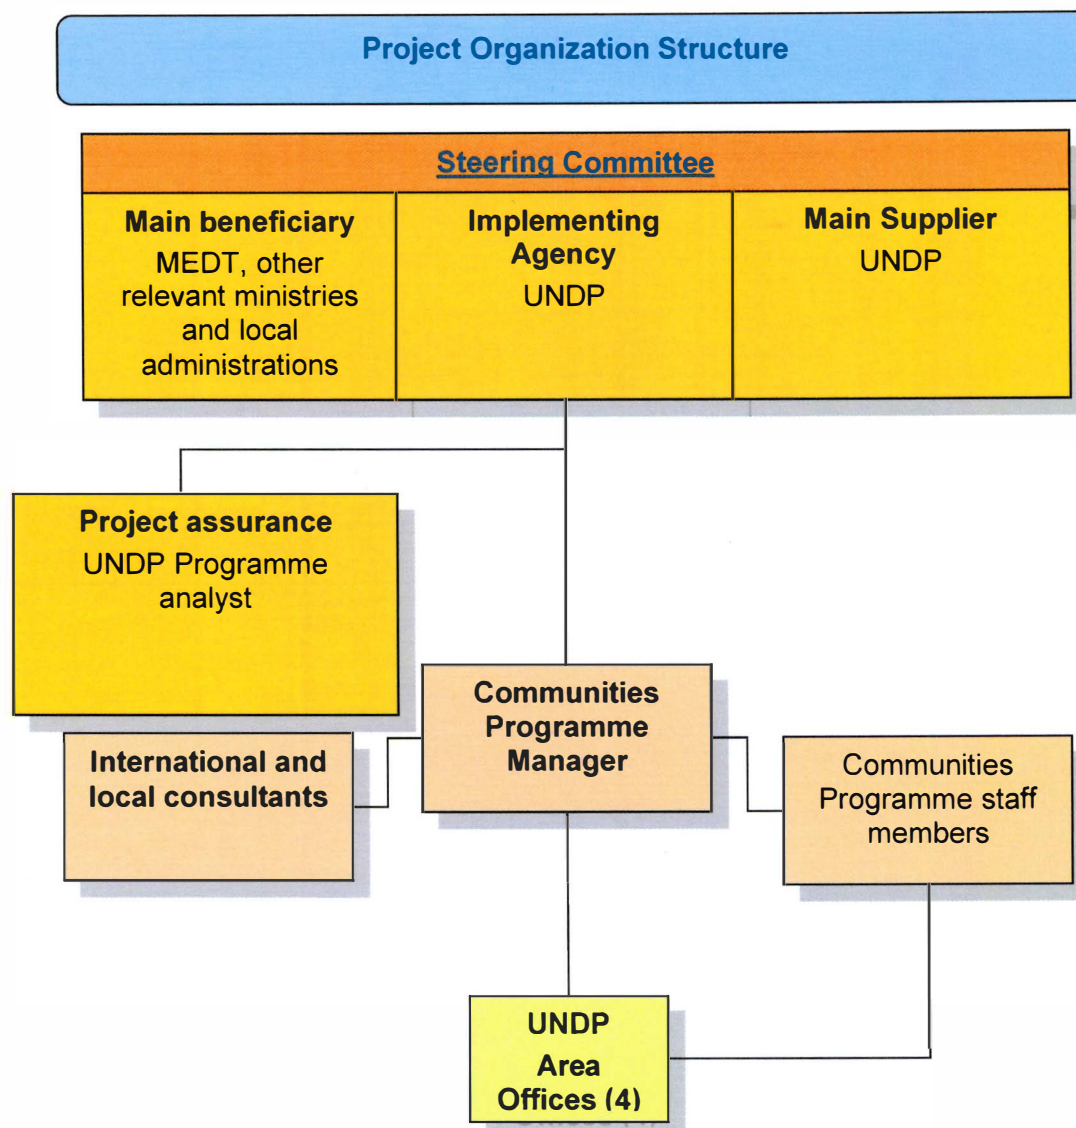 Project Organization Structure
Steering Committee
Main beneficiary
MEDT, other
relevant ministries
and local
administrations
Implementing
Agency
UNDP
Main Supplier
UNDP
Project assurance
UNDP Programme
analyst
Communities
Programme
Manager
International and
local consultants
Communities
Programme staff
members
UNDP
Area
Offices (4)